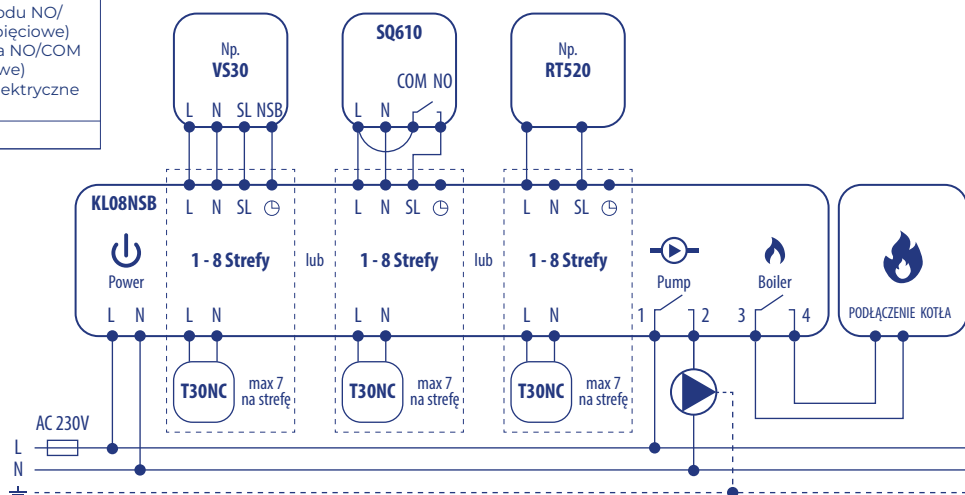 odu NO/
pięciowe)
a NO/COM
we)
ektryczne
Np.
VS30
L N SL NSB
SQ610
COM NO
L N
Np.
RT520
KL08NSB
Power
L N
L N SL
1 - 8 Strefy
L N
lub
L N SL
1 - 8 Strefy
L N
lub
L N SL
1 - 8 Strefy
L N
Pump
1 2
Boiler
3 4
PODŁĄCZENIE KOTŁA
T30NC
max 7
na strefę
T30NC
max 7
na strefę
T30NC
max 7
na strefę
AC 230V
L
N